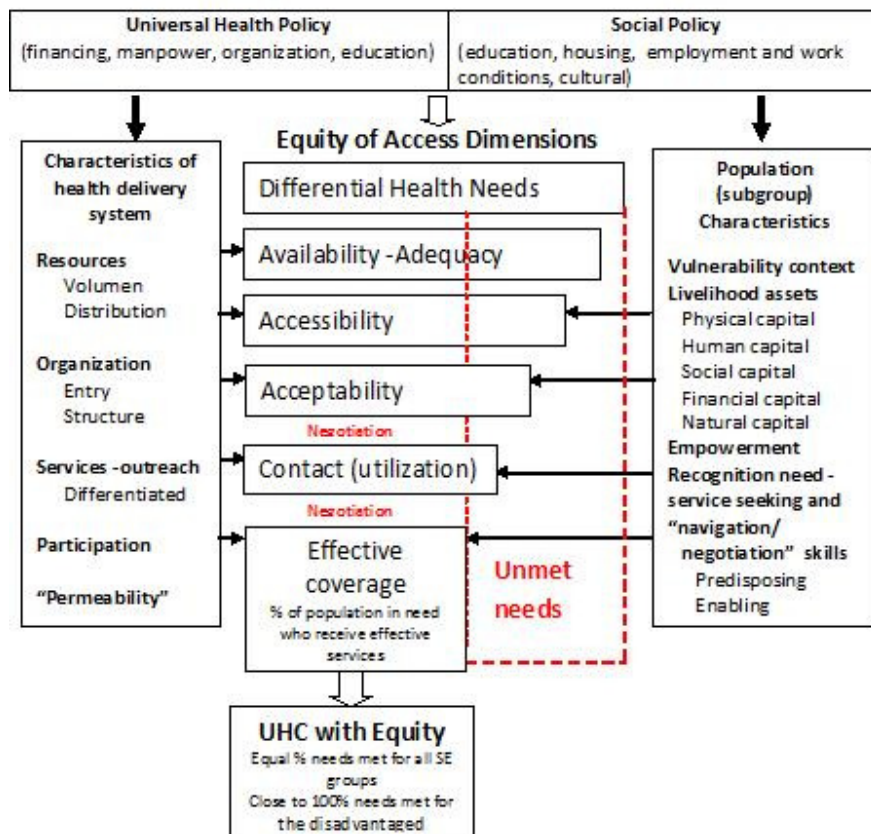 Universal Health Policy
(financing, manpower, organization, education)
Social Policy
(education, housing, employment and work
conditions, cultural)
Equity of Access Dimensions
Characteristics of
health delivery
system
Resources
Volumen
Distribution
Organization
Entry
Structure
Services -outreach
Differentiated
Participation
“Permeability”
Differential Health Needs
Availability -Adequacy
Accessibility
Acceptability
Negotiation
Contact (utilization)
Negotiation
Effective
coverage
% of population in need
who receive effective
services
Unmet
needs
Population
(subgroup)
Characteristics
Vulnerability context
Livelihood assets
Physical capital
Human capital
Social capital
Financial capital
Natural capital
Empowerment
Recognition need -
service seeking and
“navigation/
negotiation” skills
Predisposing
Enabling
UHC with Equity
Equal % needs met for all SE
groups
Close to 100% needs met for
the disadvantaged